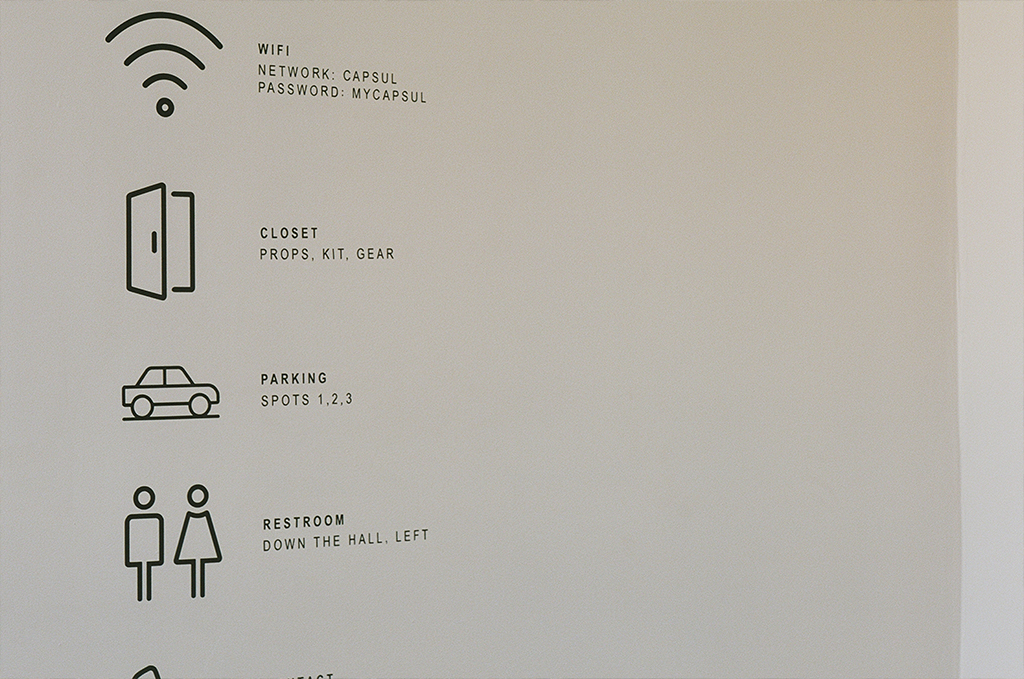 WIFI
NETWORK: CAPSUL
PASSWORD: MYCAPSUL
CLOSET
PROPS, KIT, GEAR
PARKING
SPOTS 1,2,3
RESTROOM
DOWN THE HALL, LEFT